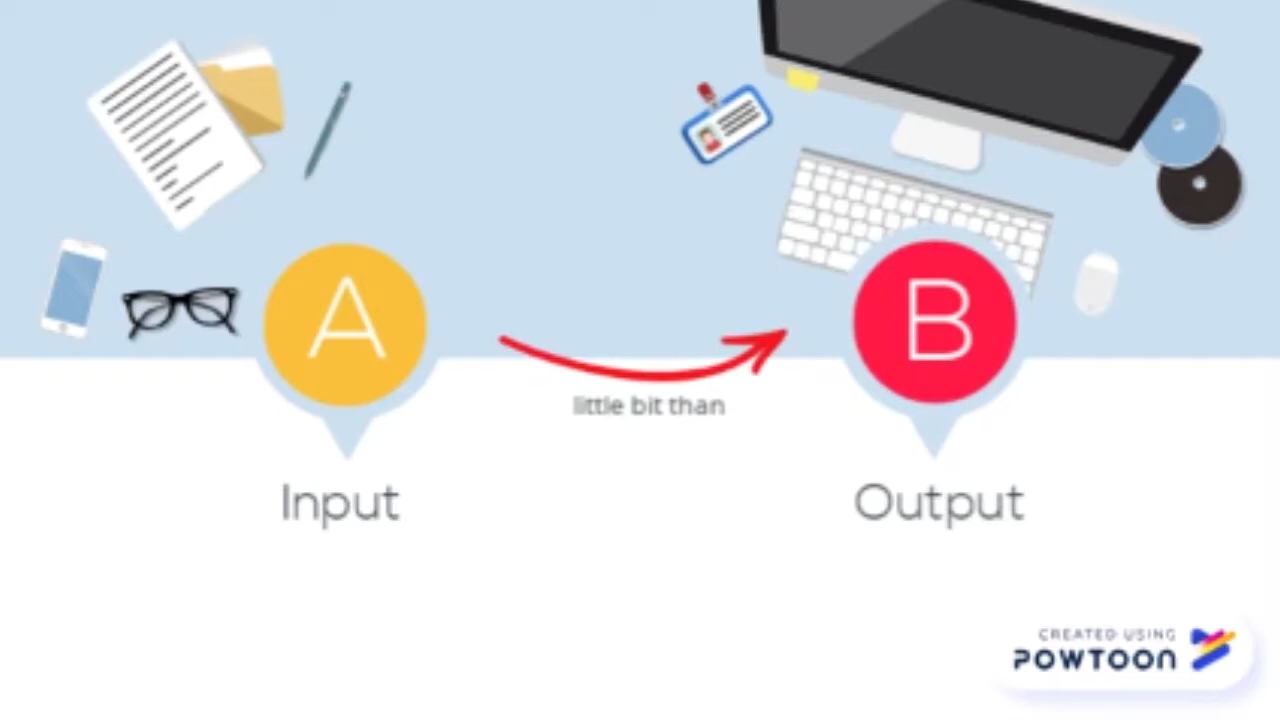 A
B
little bit than
Input
Output
CREATED USING
POWTOON